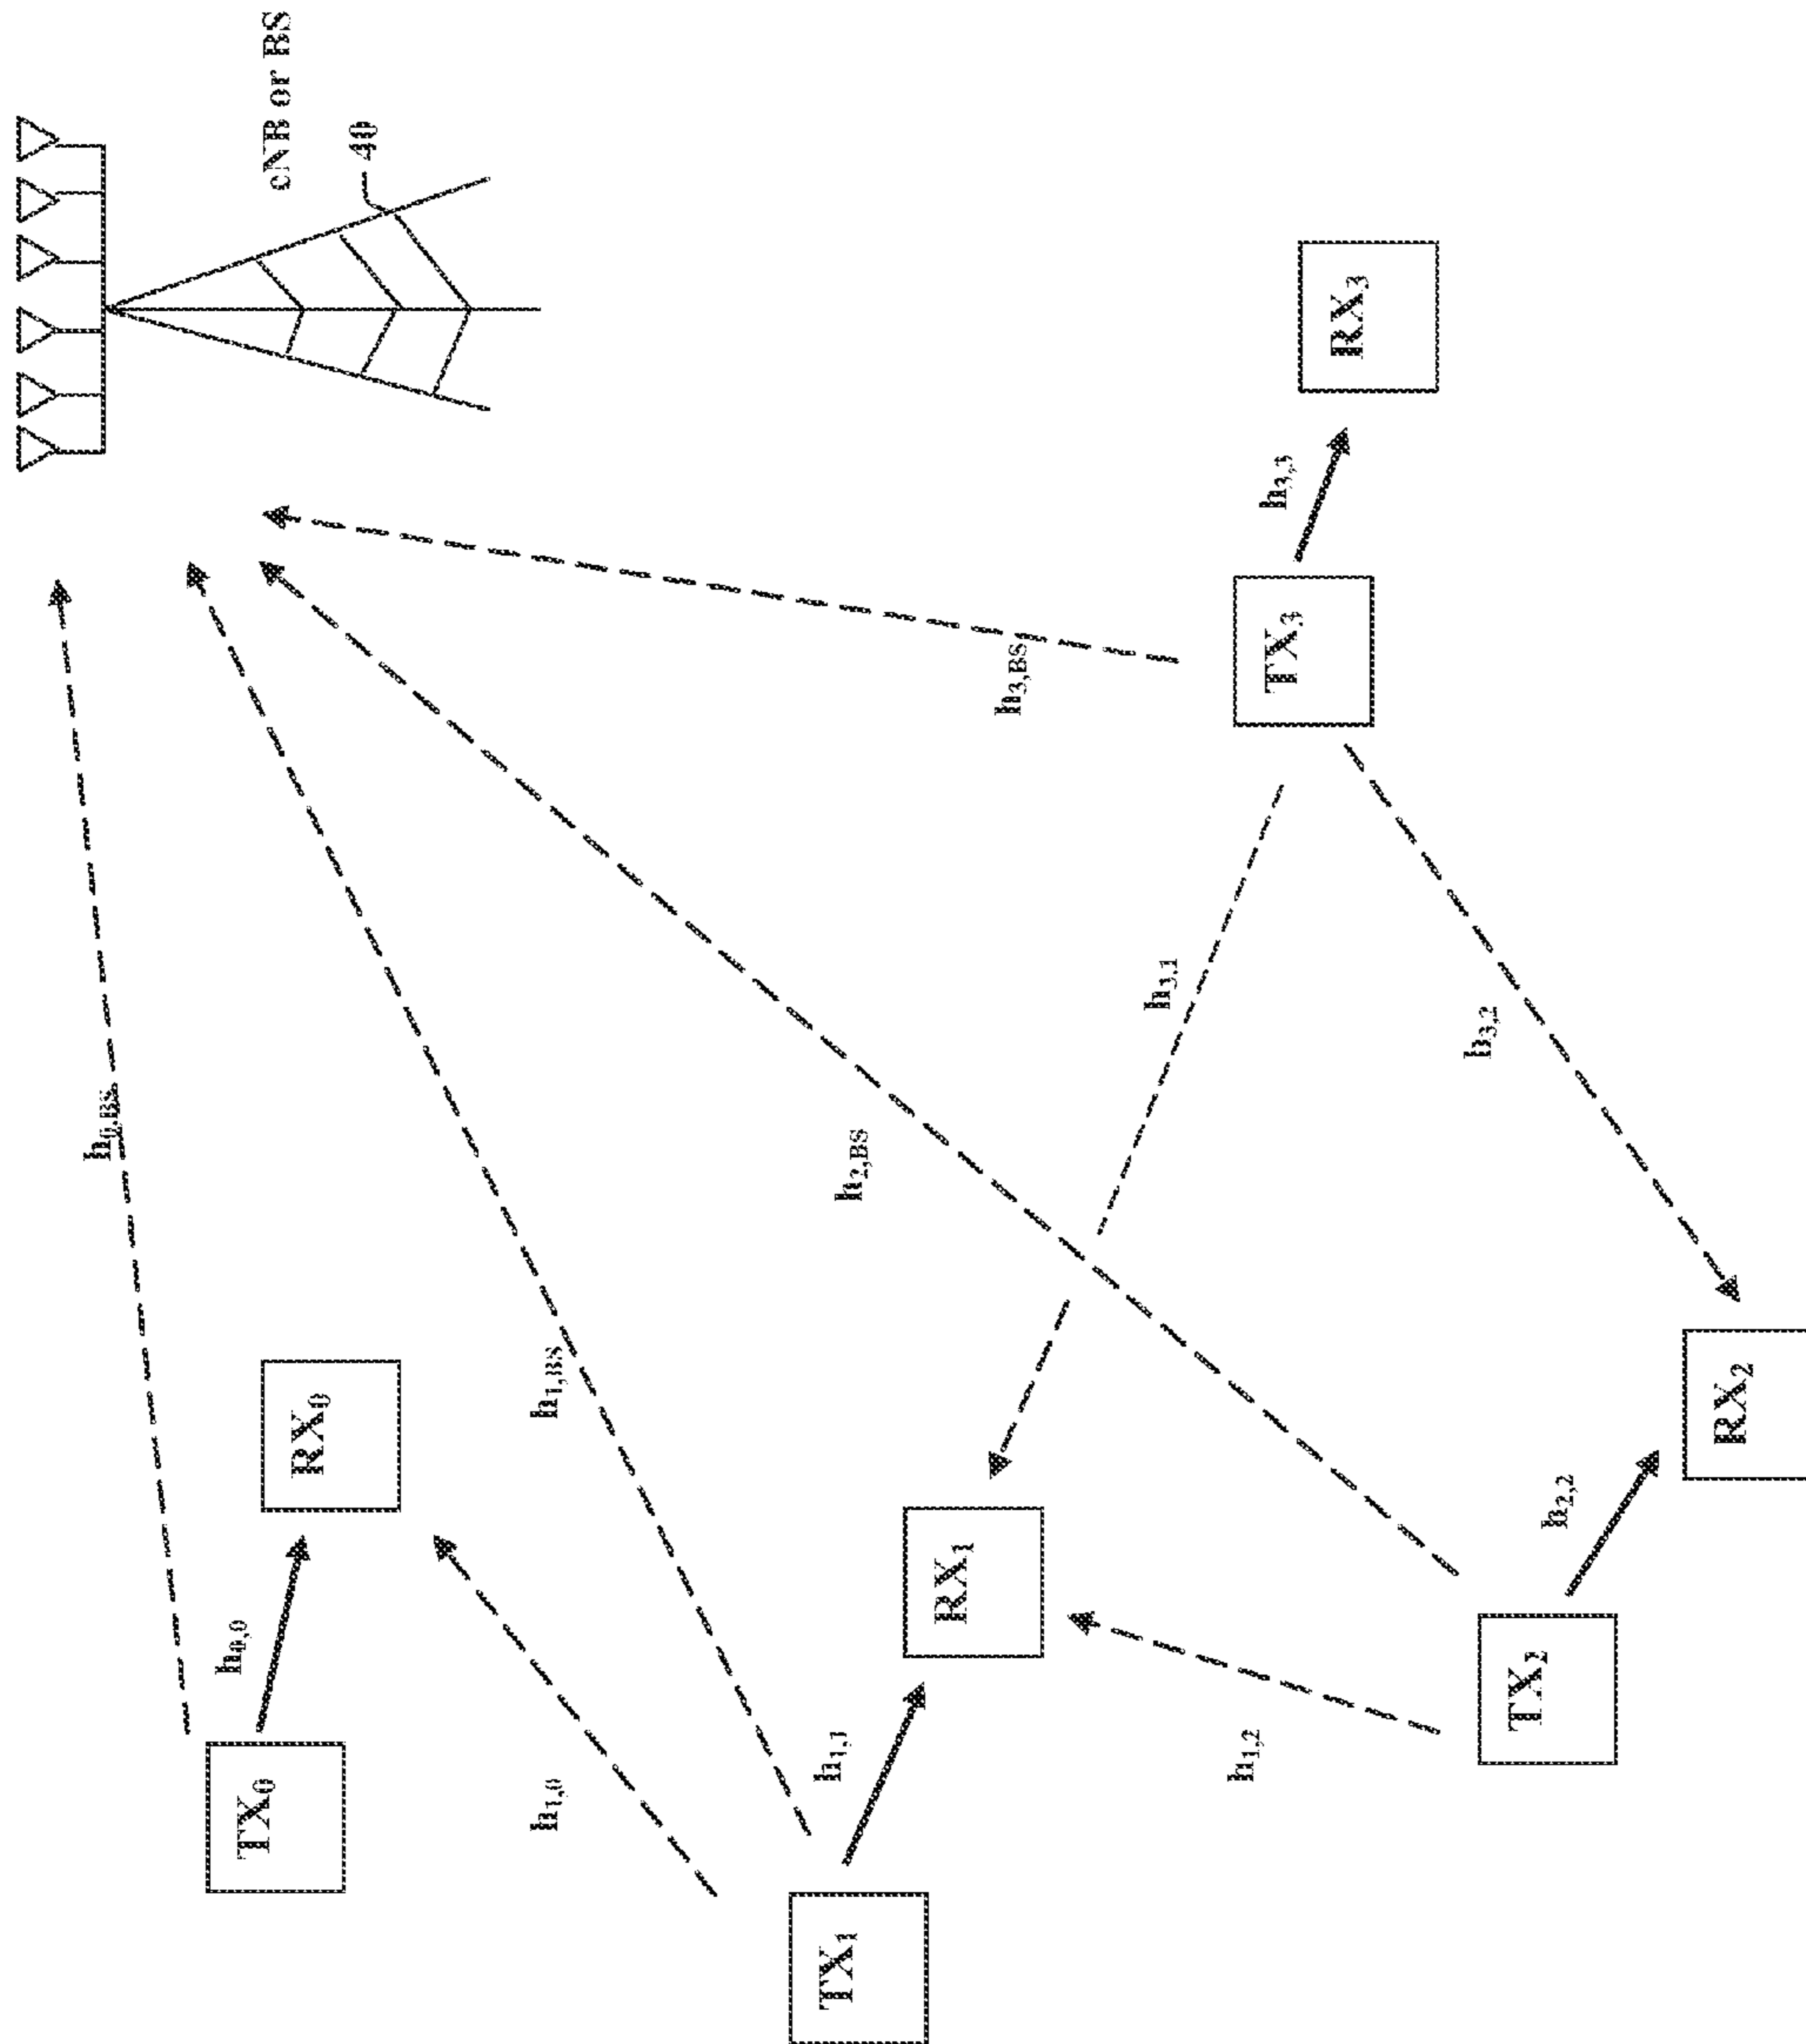 eNB or BS
40
h0,BS
TX0
h0,0
RX0
h1,0
h1,BS
TX1
h1,1
RX1
h2,BS
h3,BS
h3,1
h1,2
TX2
h2,2
RX2
h3,2
TX3
h3,3
RX3